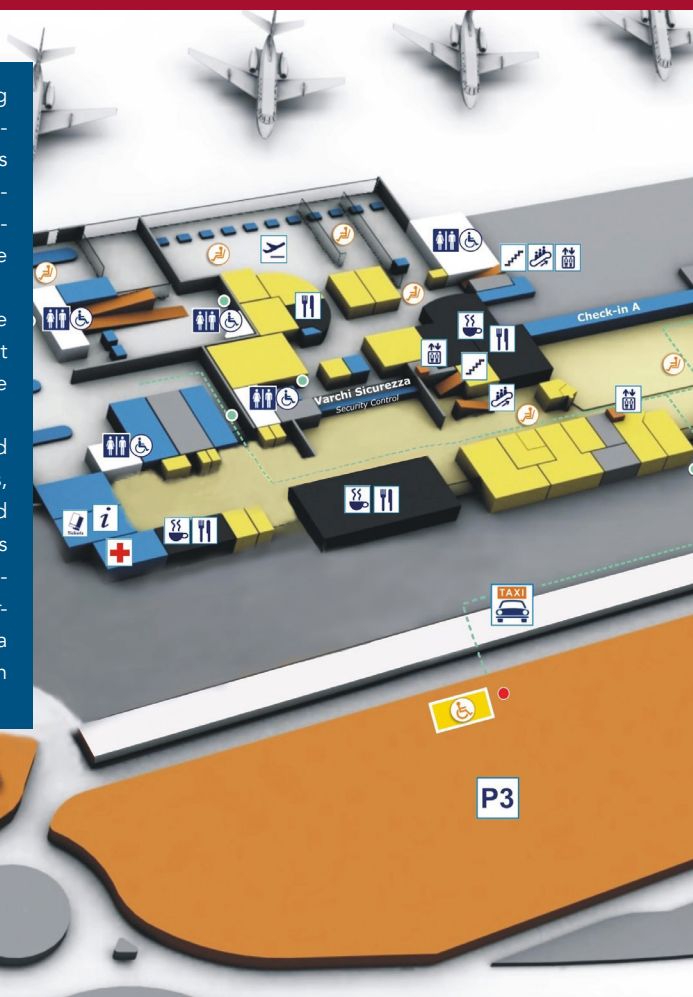 g
-
s
-
-
e
e
t
e
d
s,
d
s
-
r-
a
n
Check-in A
Varchi Sicurezza
Security Control
Tickets
i
TAXI
P3